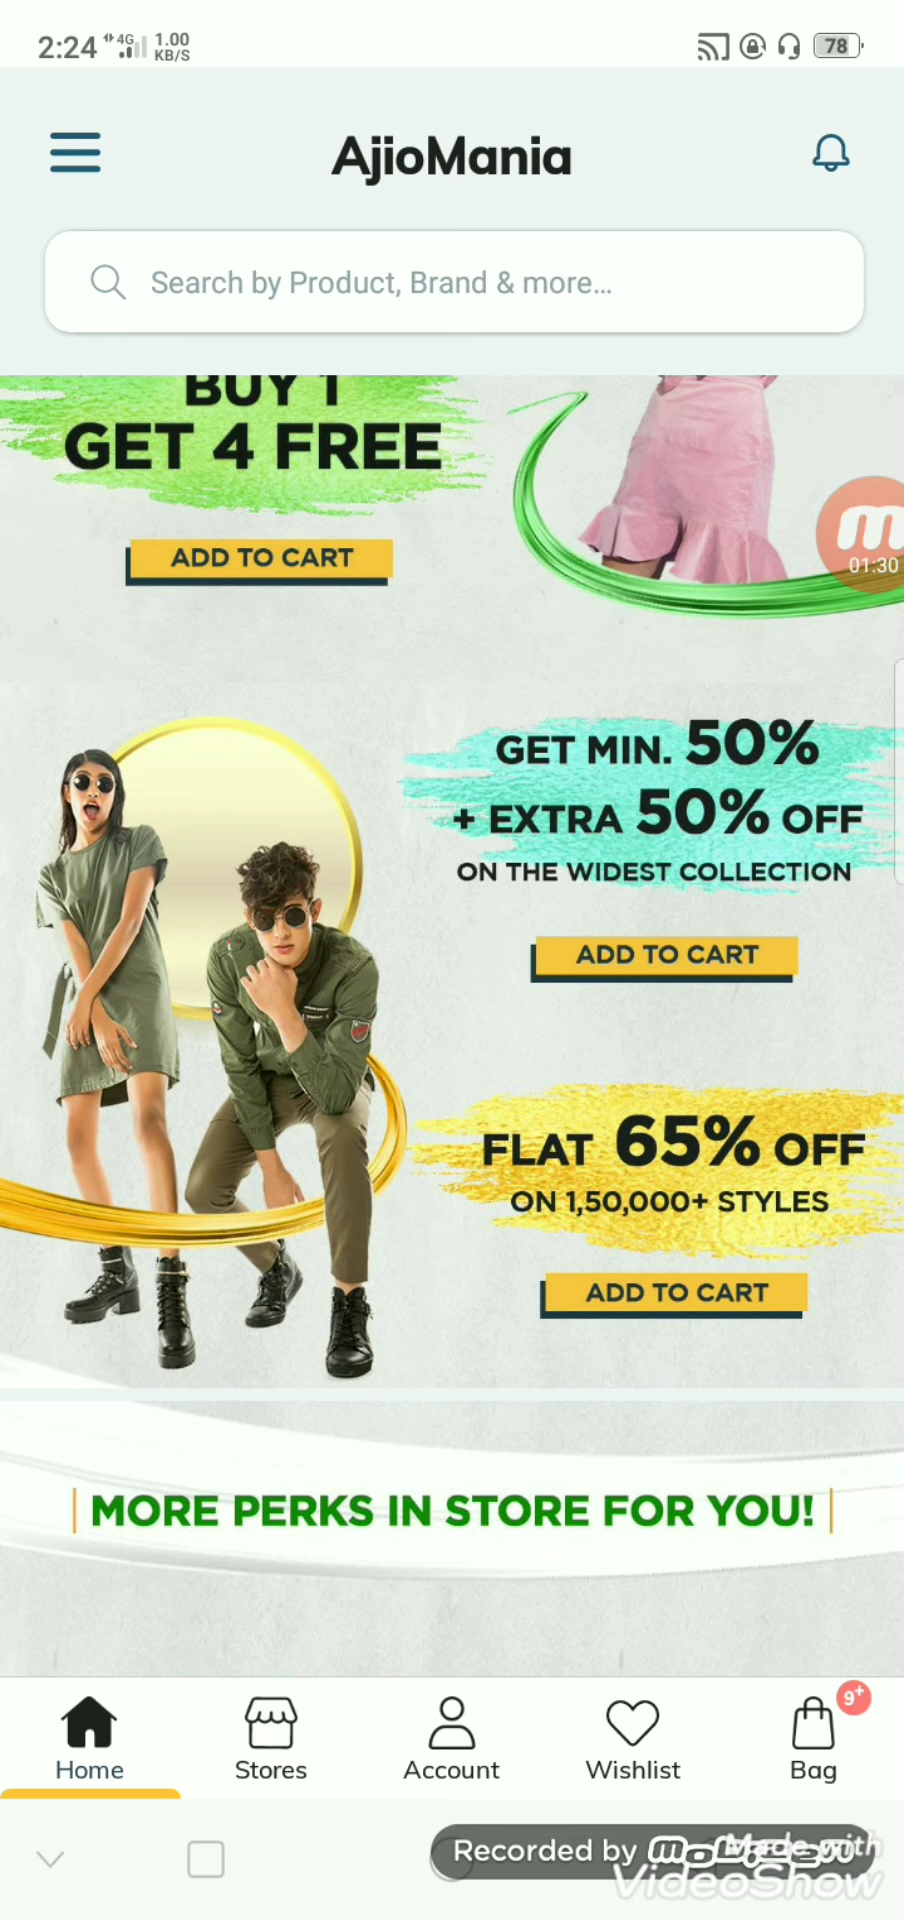 2:24 4G 1.00 KB/S 78
AjioMania
Search by Product, Brand & more...
BUY 1
GET 4 FREE
ADD TO CART
01:30
GET MIN. 50%
+ EXTRA 50% OFF
ON THE WIDEST COLLECTION
ADD TO CART
FLAT 65% OFF
ON 1,50,000+ STYLES
ADD TO CART
MORE PERKS IN STORE FOR YOU!
9+
Home Stores Account Wishlist Bag
Recorded by
Made with
VideoShow